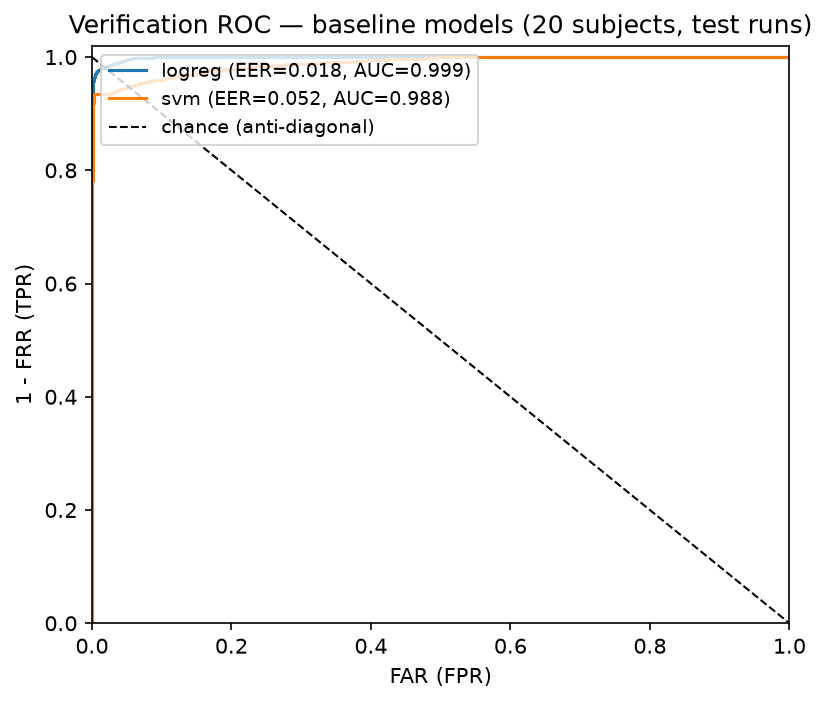 Verification ROC — baseline models (20 subjects, test runs)
1.0
logreg (EER=0.018, AUC=0.999)
svm (EER=0.052, AUC=0.988)
chance (anti-diagonal)
0.8
0.6
0.4
0.2
0.0
1 - FRR (TPR)
0.0 0.2 0.4 0.6 0.8 1.0
FAR (FPR)